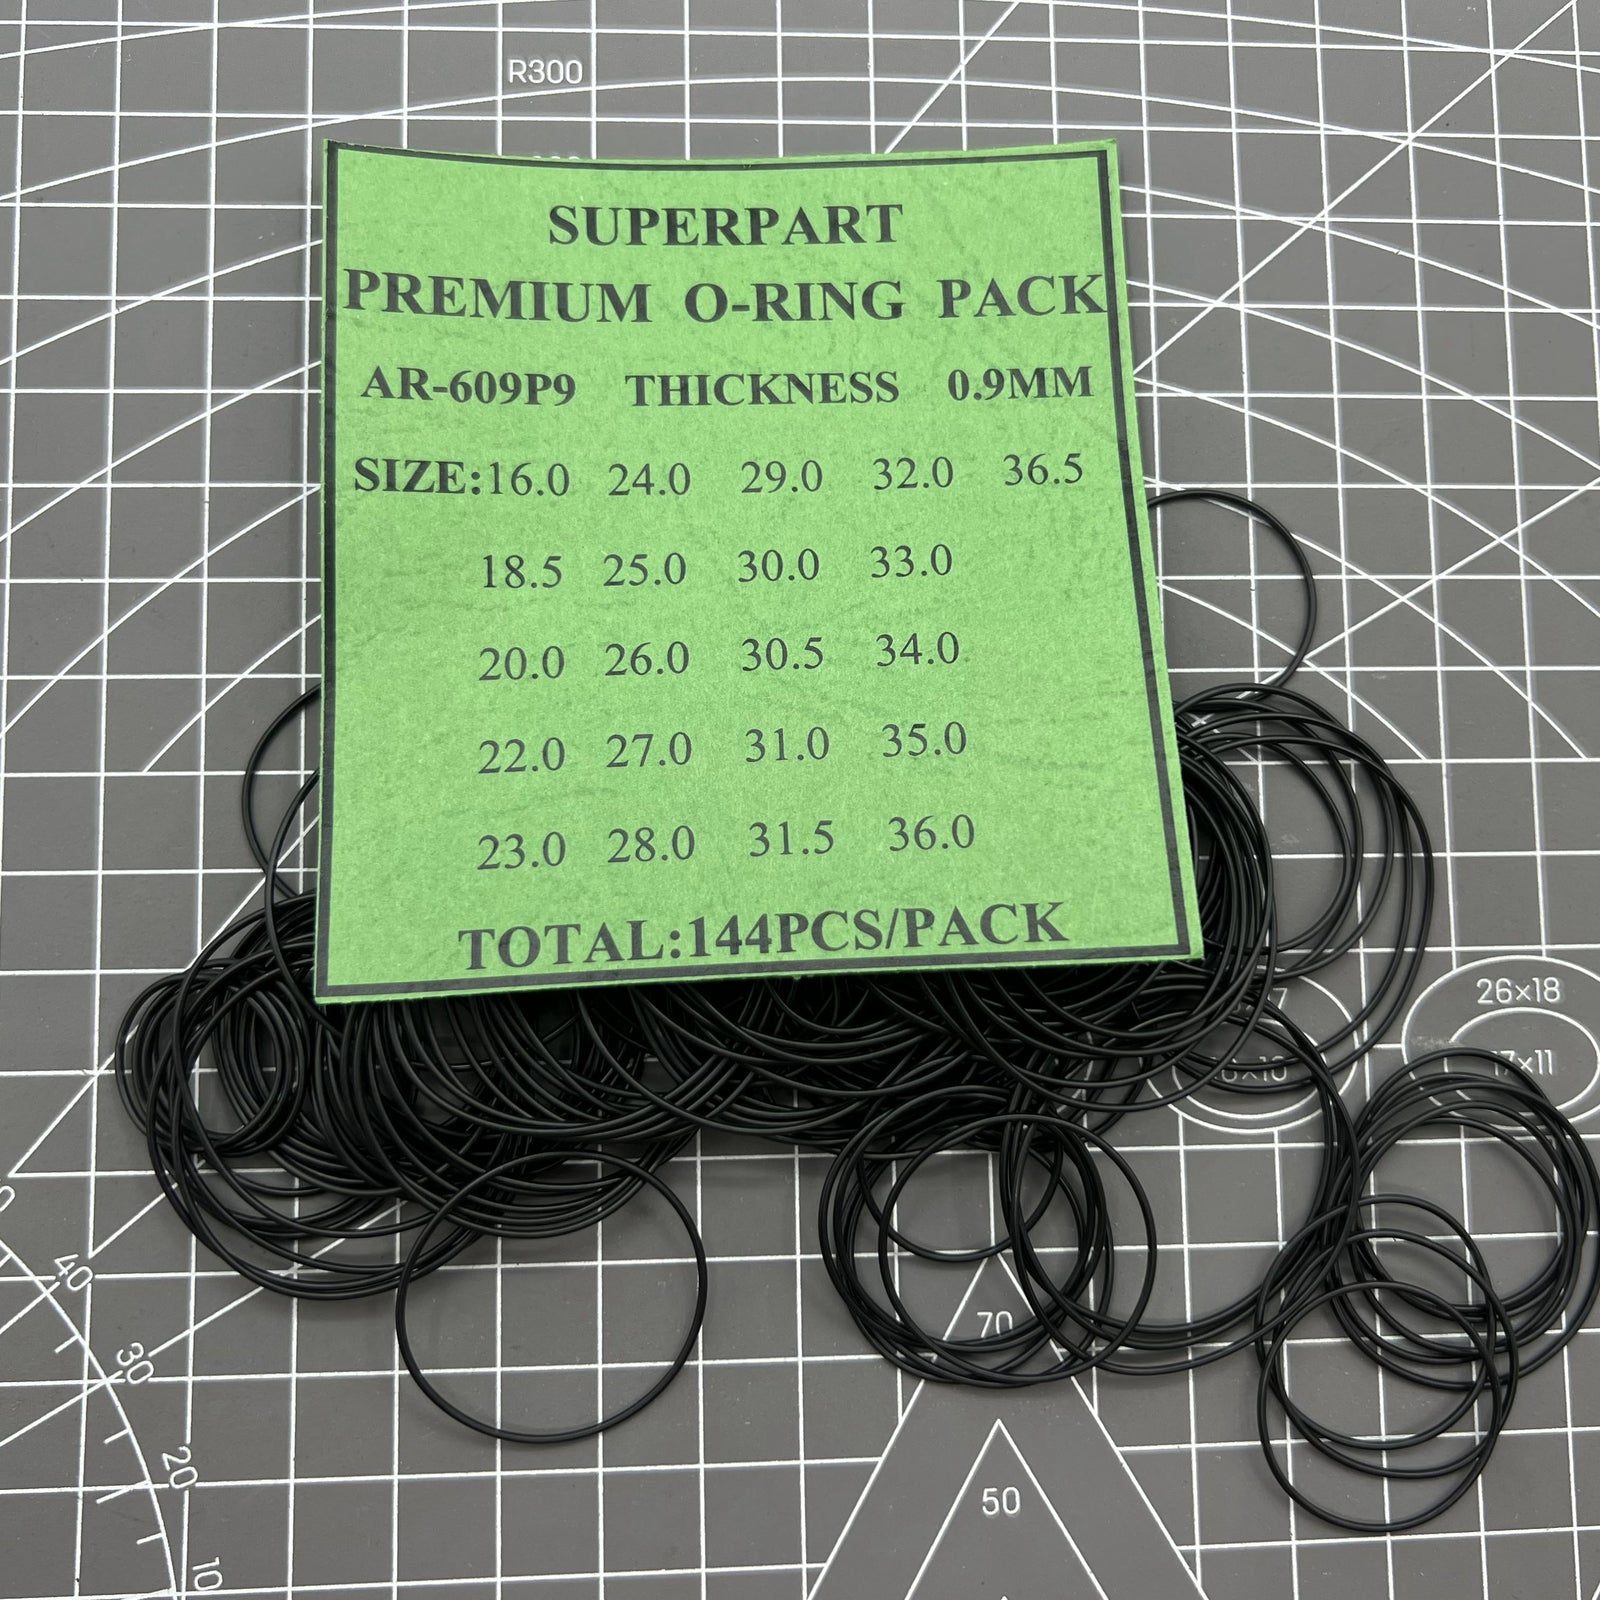 R300
SUPERPART
PREMIUM O-RING PACK
AR-609P9 THICKNESS 0.9MM
SIZE:16.0 24.0 29.0 32.0 36.5
18.5 25.0 30.0 33.0
20.0 26.0 30.5 34.0
22.0 27.0 31.0 35.0
23.0 28.0 31.5 36.0
TOTAL:144PCS/PACK
26×18
17×11
40
30
20
10
70
50